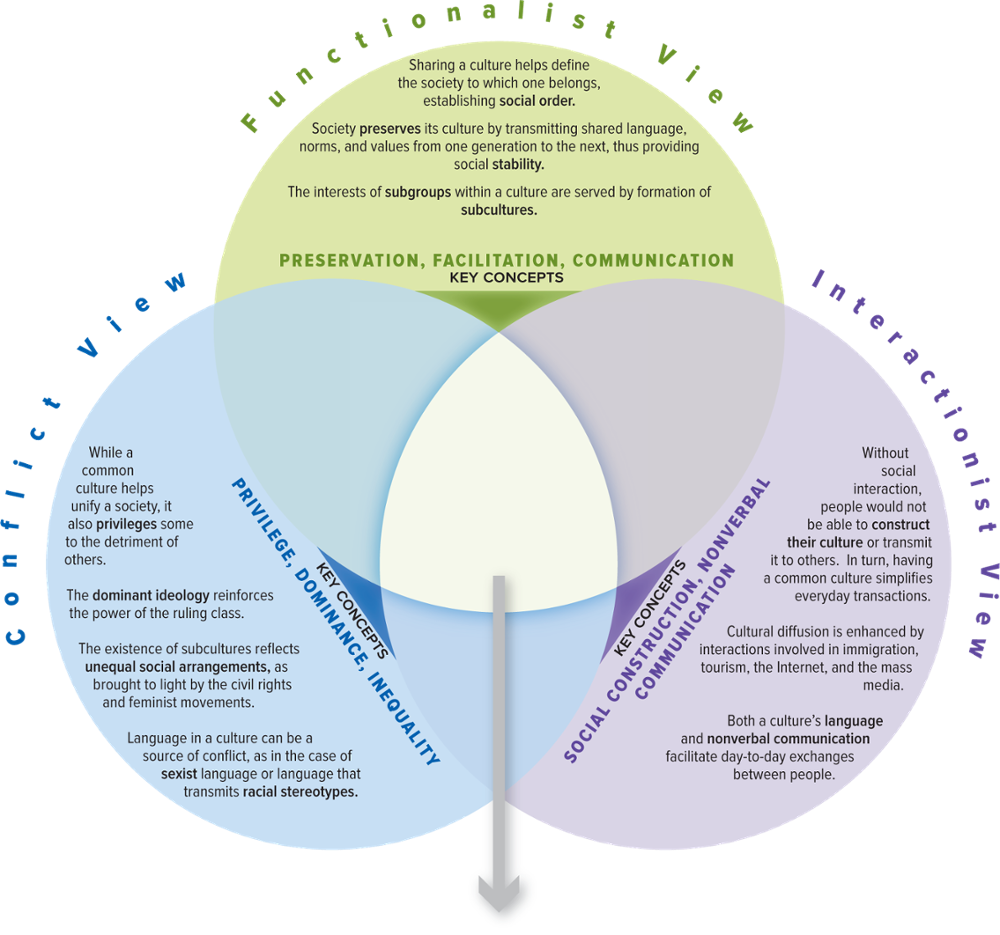 Functionalist View
Sharing a culture helps define
the society to which one belongs,
establishing social order.
Society preserves its culture by transmitting shared language,
norms, and values from one generation to the next, thus providing
social stability.
The interests of subgroups within a culture are served by formation of
subcultures.
PRESERVATION, FACILITATION, COMMUNICATION
KEY CONCEPTS
Conflict View
While a
common
culture helps
unify a society, it
also privileges some
to the detriment of
others.
The dominant ideology reinforces
the power of the ruling class.
The existence of subcultures reflects
unequal social arrangements, as
brought to light by the civil rights
and feminist movements.
Language in a culture can be a
source of conflict, as in the case of
sexist language or language that
transmits racial stereotypes.
PRIVILEGE, DOMINANCE, INEQUALITY
KEY CONCEPTS
Interactionist View
Without
social
interaction,
people would not
be able to construct
their culture or transmit
it to others. In turn, having
a common culture simplifies
everyday transactions.
Cultural diffusion is enhanced by
interactions involved in immigration,
tourism, the Internet, and the mass
media.
Both a culture’s language
and nonverbal communication
facilitate day-to-day exchanges
between people.
KEY CONCEPTS
SOCIAL CONSTRUCTION, NONVERBAL
COMMUNICATION